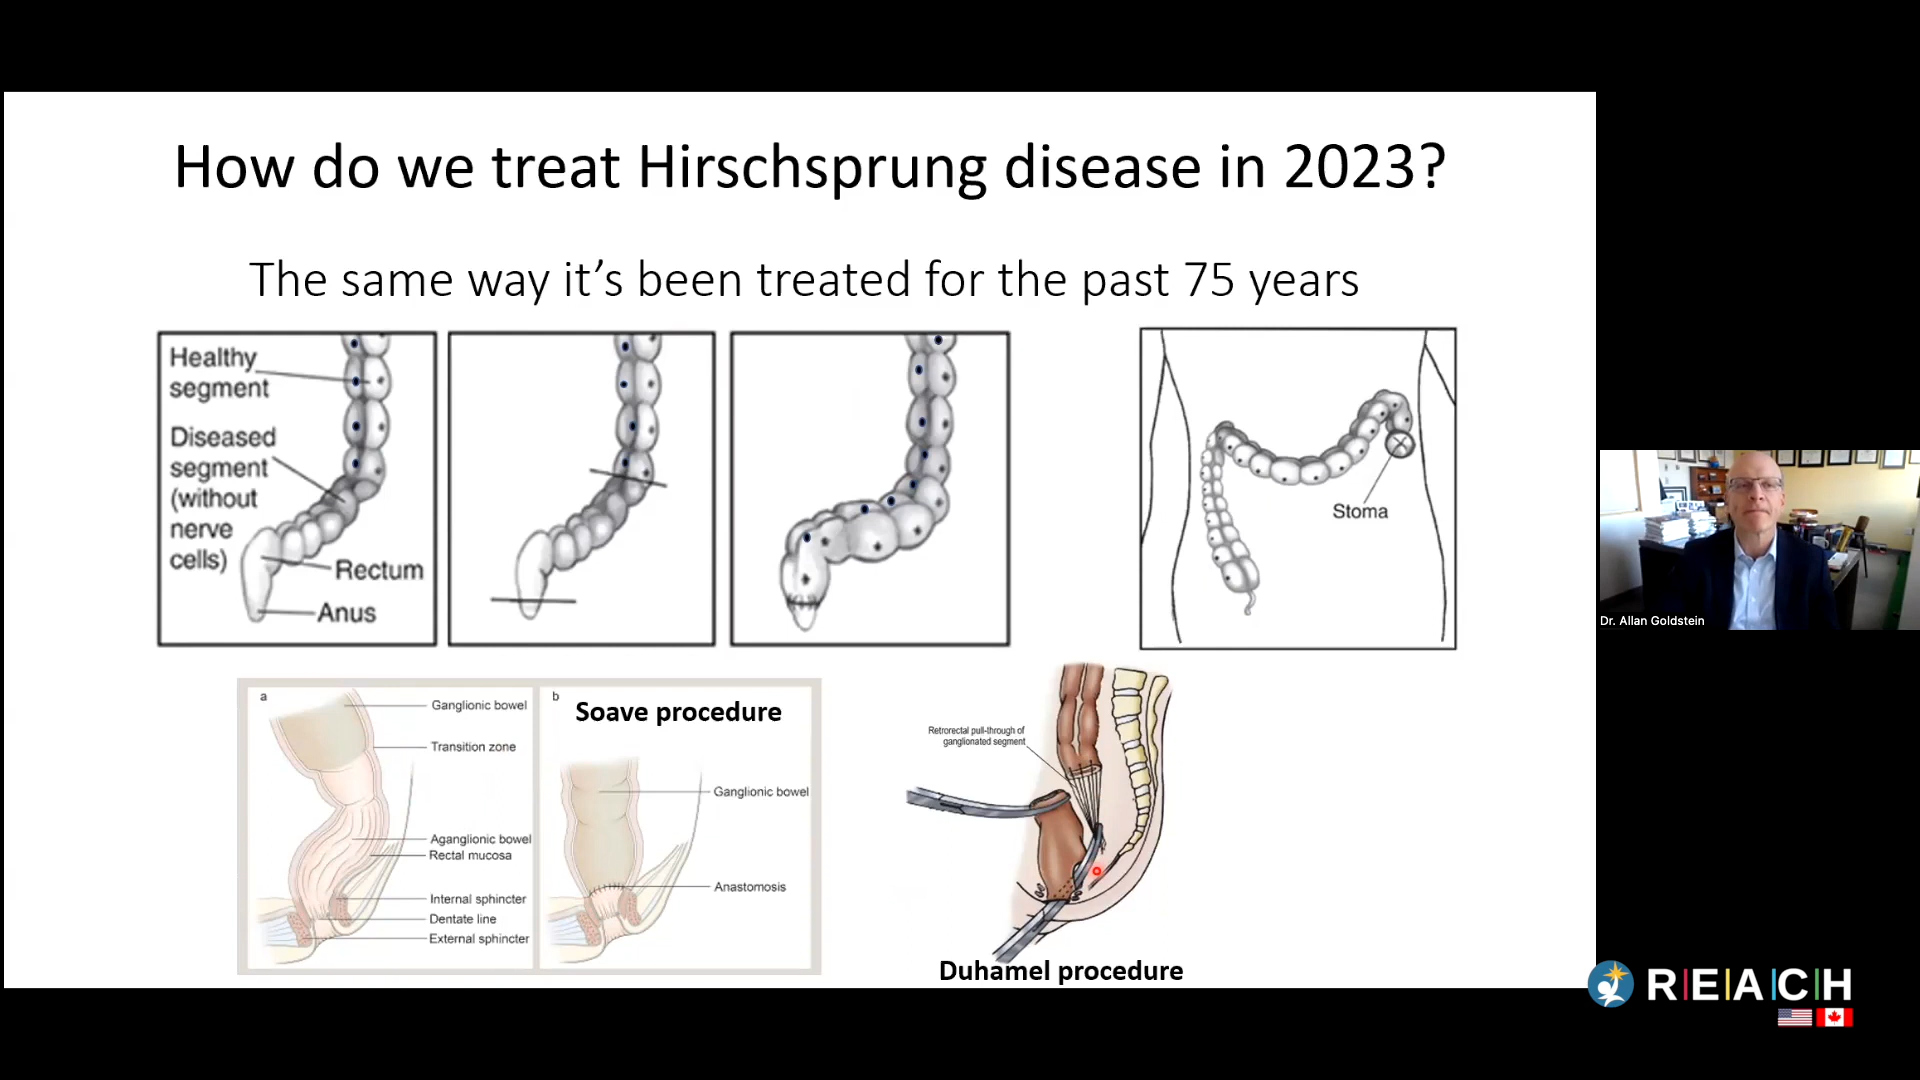 How do we treat Hirschsprung disease in 2023?
The same way it’s been treated for the past 75 years
Healthy
segment
Diseased
segment
(without
nerve
cells)
Rectum
Anus
Stoma
a
Ganglionic bowel
Transition zone
Aganglionic bowel
Rectal mucosa
Internal sphincter
Dentate line
External sphincter
b
Soave procedure
Ganglionic bowel
Anastomosis
Retrorectal pull-through of
ganglionated segment
Duhamel procedure
Dr. Allan Goldstein
R|E|A|C|H